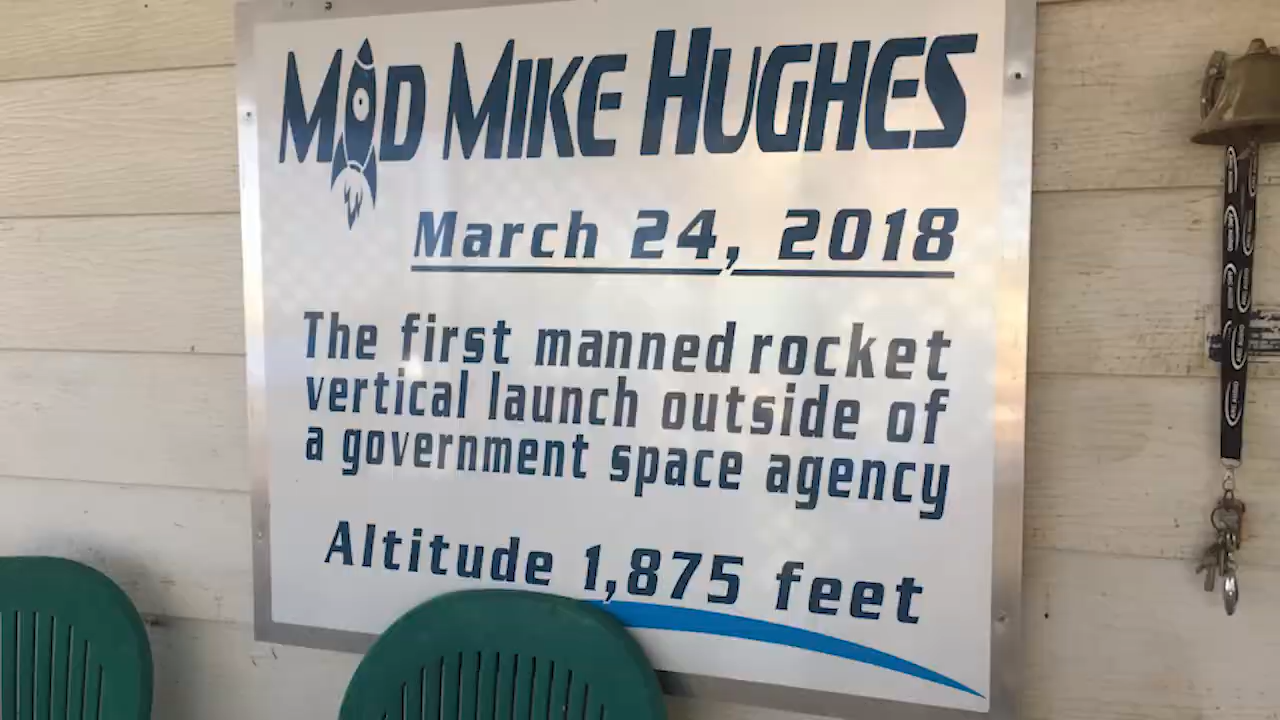 MAD MIKE HUGHES
March 24, 2018
The first manned rocket
vertical launch outside of
a government space agency
Altitude 1,875 feet